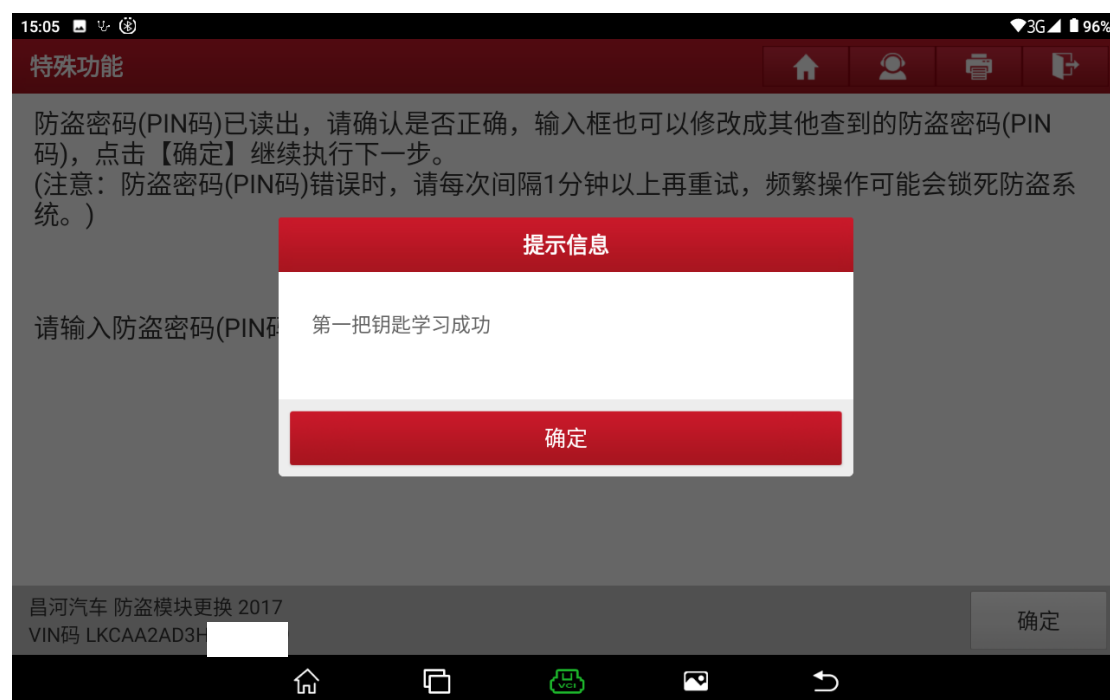 15:05 3G 96%
特殊功能
防盗密码(PIN码)已读出，请确认是否正确，输入框也可以修改成其他查到的防盗密码(PIN
码)，点击【确定】继续执行下一步。
(注意：防盗密码(PIN码)错误时，请每次间隔1分钟以上再重试，频繁操作可能会锁死防盗系
统。)
提示信息
请输入防盗密码(PIN码
第一把钥匙学习成功
确定
昌河汽车 防盗模块更换 2017
VIN码 LKCAA2AD3H
确定
VCI